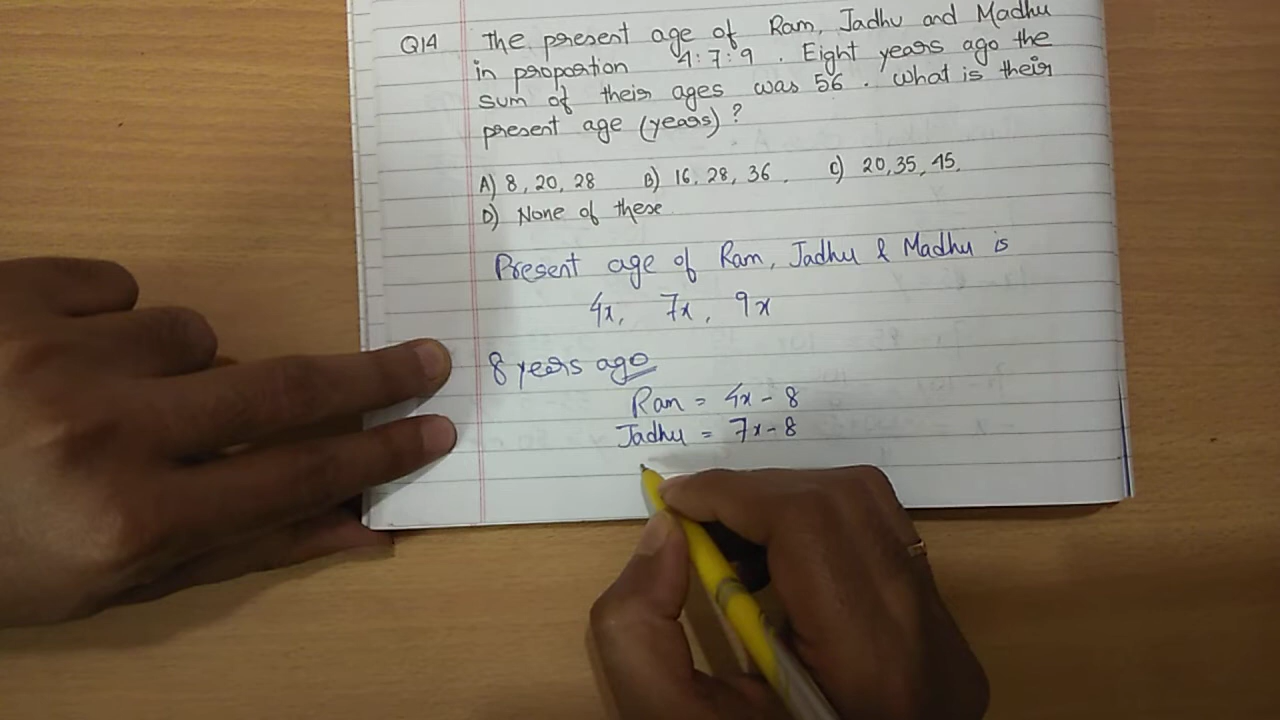 Q14 The present age of Ram, Jadhu and Madhu
in proportion 4:7:9. Eight years ago the
sum of their ages was 56. What is their
present age (years)?
A) 8, 20, 28 B) 16, 28, 36. C) 20, 35, 45.
D) None of these
Present age of Ram, Jadhu & Madhu is
4x, 7x, 9x
8 years ago
Ram = 4x - 8
Jadhu = 7x - 8